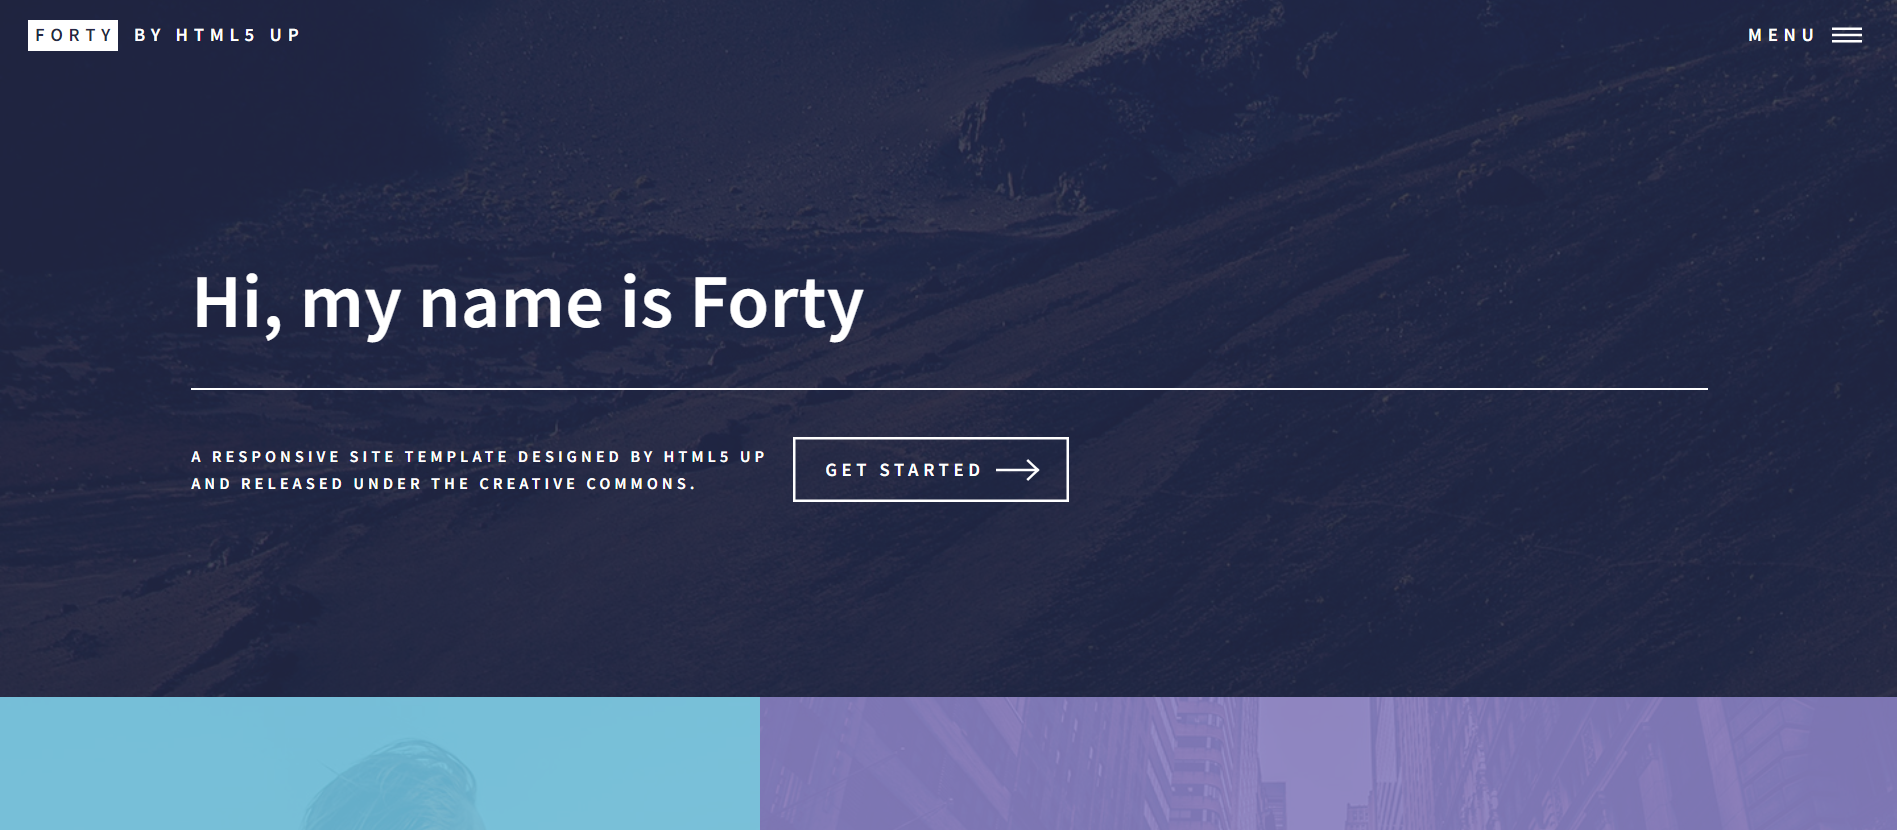 FORTY BY HTML5 UP
MENU
Hi, my name is Forty
A RESPONSIVE SITE TEMPLATE DESIGNED BY HTML5 UP
AND RELEASED UNDER THE CREATIVE COMMONS.
GET STARTED